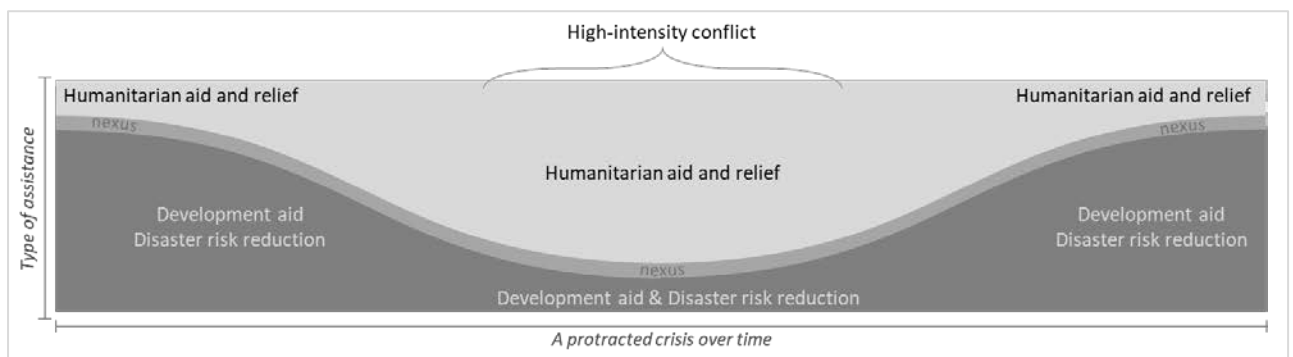 High-intensity conflict
Humanitarian aid and relief
Humanitarian aid and relief
nexus
nexus
Humanitarian aid and relief
Type of assistance
Development aid
Disaster risk reduction
Development aid
Disaster risk reduction
nexus
Development aid & Disaster risk reduction
A protracted crisis over time